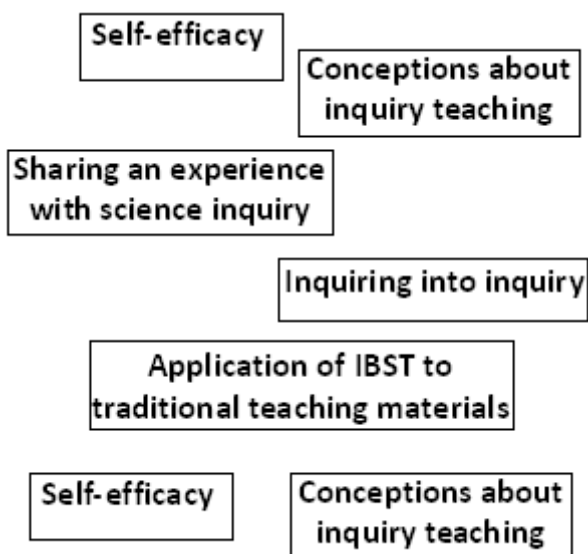 Self-efficacy
Conceptions about
inquiry teaching
Sharing an experience
with science inquiry
Inquiring into inquiry
Application of IBST to
traditional teaching materials
Self-efficacy
Conceptions about
inquiry teaching